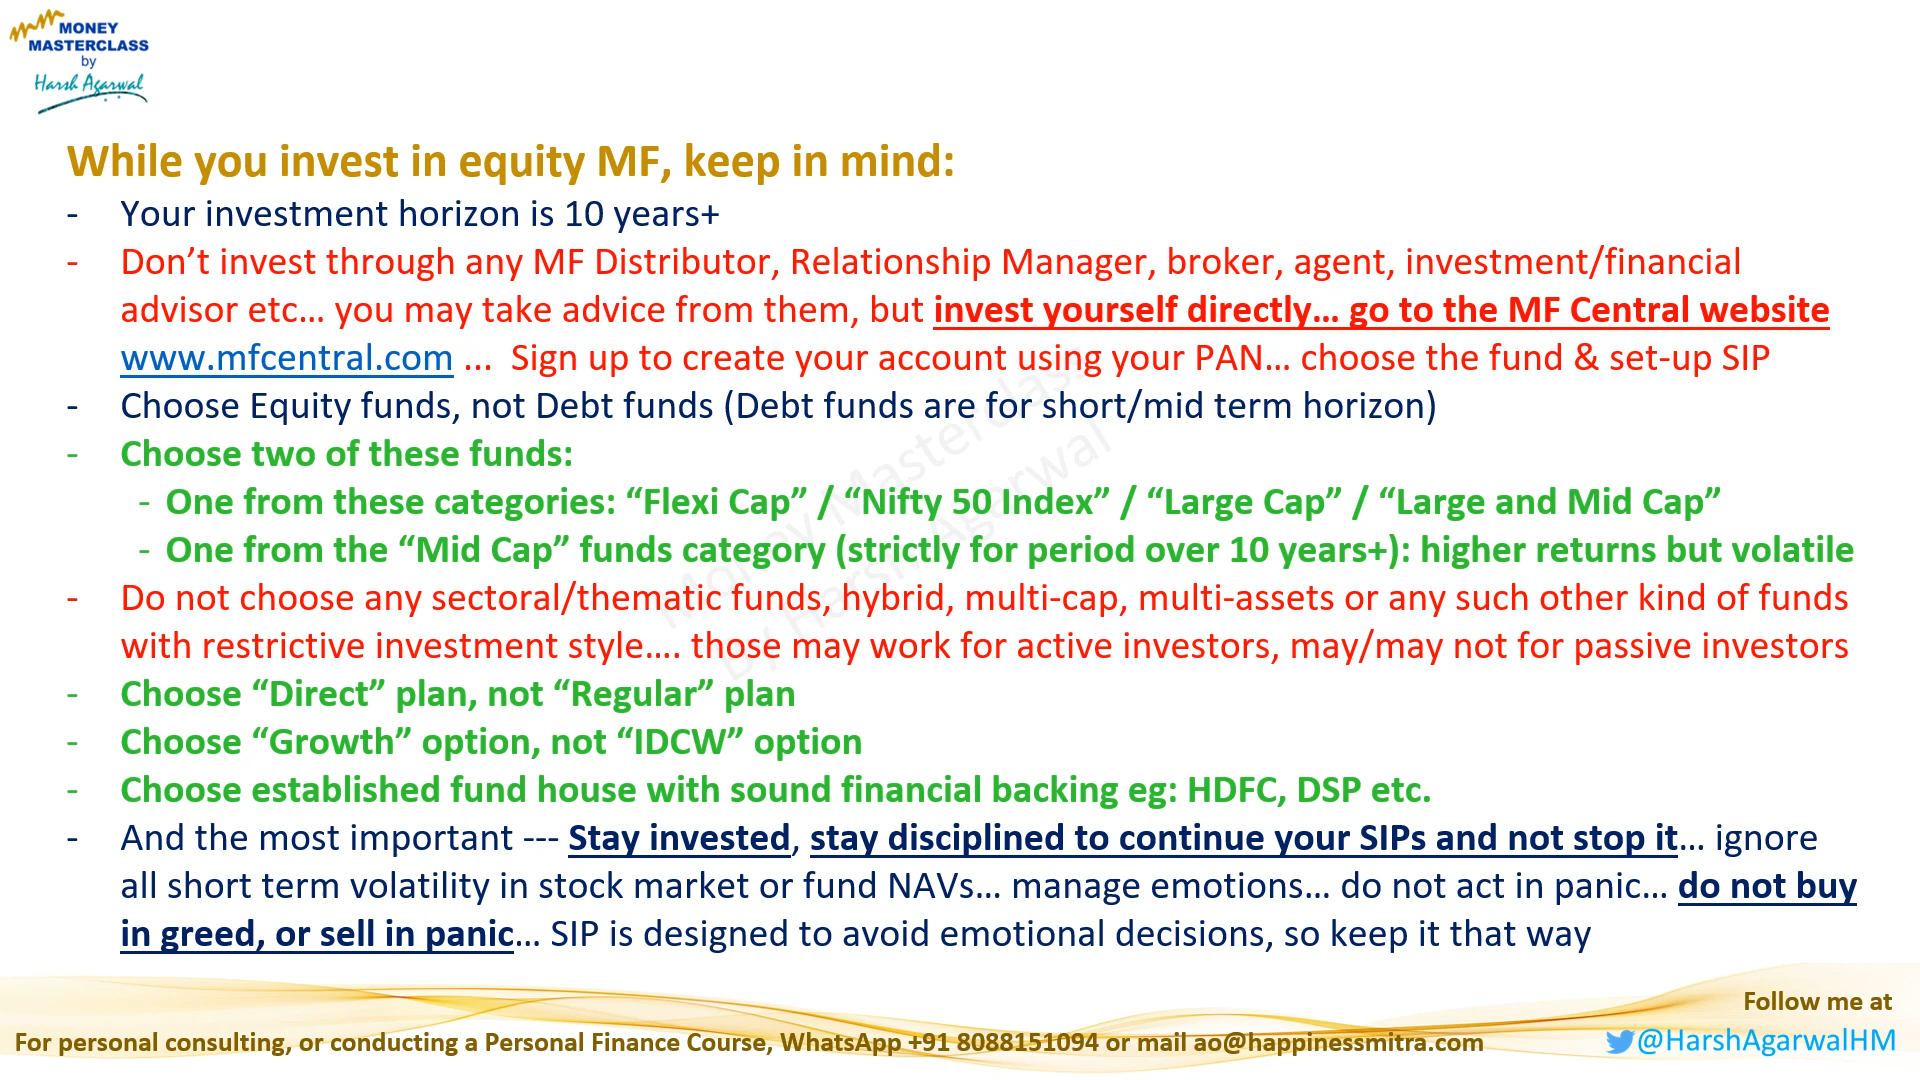 MONEY
MASTERCLASS
by
Harsh Agarwal
While you invest in equity MF, keep in mind:
- Your investment horizon is 10 years+
- Don’t invest through any MF Distributor, Relationship Manager, broker, agent, investment/financial
advisor etc… you may take advice from them, but invest yourself directly… go to the MF Central website
www.mfcentral.com ... Sign up to create your account using your PAN… choose the fund & set-up SIP
- Choose Equity funds, not Debt funds (Debt funds are for short/mid term horizon)
- Choose two of these funds:
- One from these categories: “Flexi Cap” / “Nifty 50 Index” / “Large Cap” / “Large and Mid Cap”
- One from the “Mid Cap” funds category (strictly for period over 10 years+): higher returns but volatile
- Do not choose any sectoral/thematic funds, hybrid, multi-cap, multi-assets or any such other kind of funds
with restrictive investment style…. those may work for active investors, may/may not for passive investors
- Choose “Direct” plan, not “Regular” plan
- Choose “Growth” option, not “IDCW” option
- Choose established fund house with sound financial backing eg: HDFC, DSP etc.
- And the most important --- Stay invested, stay disciplined to continue your SIPs and not stop it… ignore
all short term volatility in stock market or fund NAVs… manage emotions… do not act in panic… do not buy
in greed, or sell in panic… SIP is designed to avoid emotional decisions, so keep it that way
Money Masterclass
by Harsh Agarwal
Follow me at
For personal consulting, or conducting a Personal Finance Course, WhatsApp +91 8088151094 or mail ao@happinessmitra.com
@HarshAgarwalHM